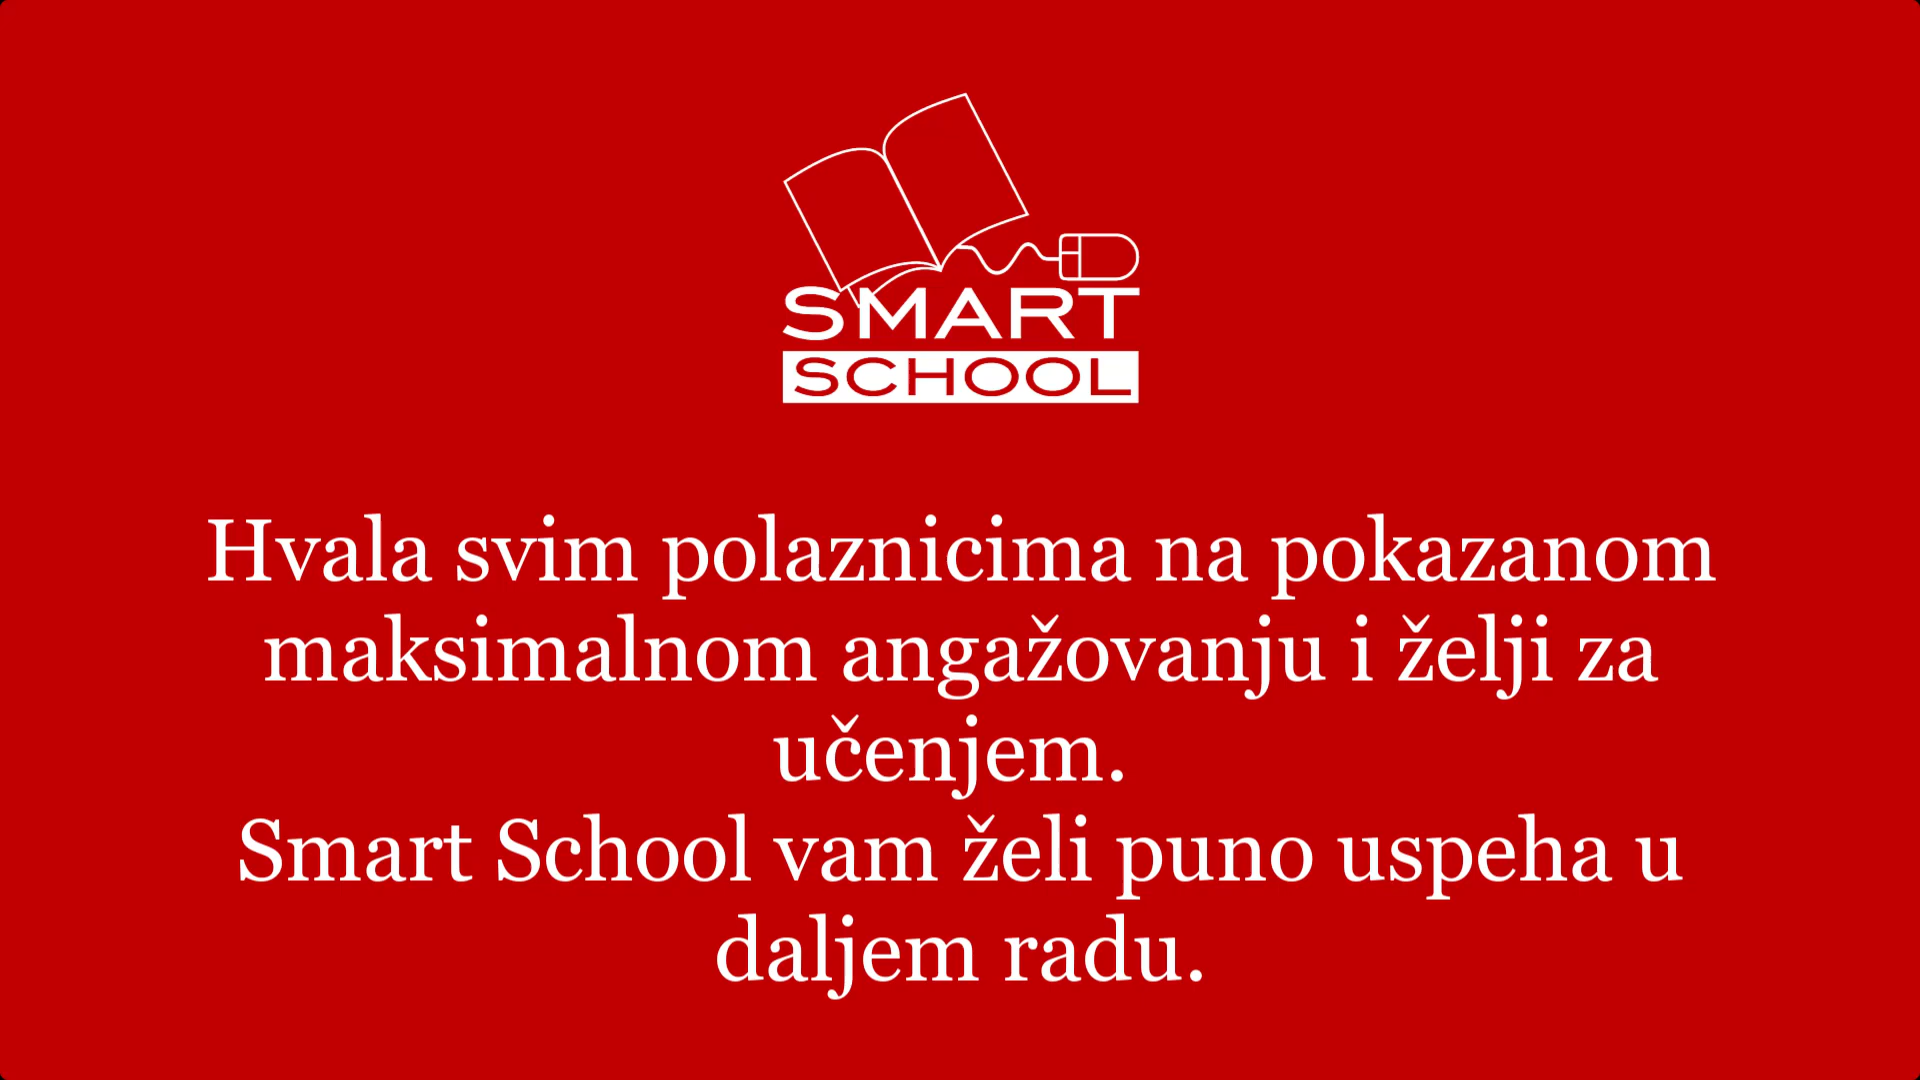 SMART
SCHOOL
Hvala svim polaznicima na pokazanom
maksimalnom angažovanju i želji za
učenjem.
Smart School vam želi puno uspeha u
daljem radu.